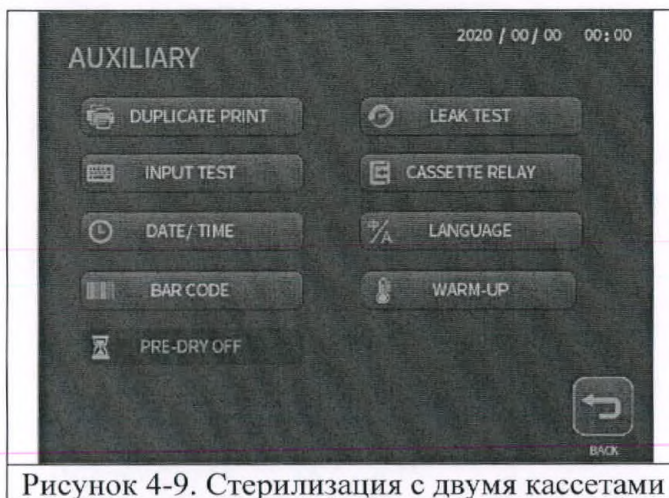 2020 / 00 / 00 00:00
AUXILIARY
DUPLICATE PRINT
LEAK TEST
INPUT TEST
CASSETTE RELAY
DATE/ TIME
LANGUAGE
BAR CODE
WARM-UP
PRE-DRY OFF
BACK
Рисунок 4-9. Стерилизация с двумя кассетами